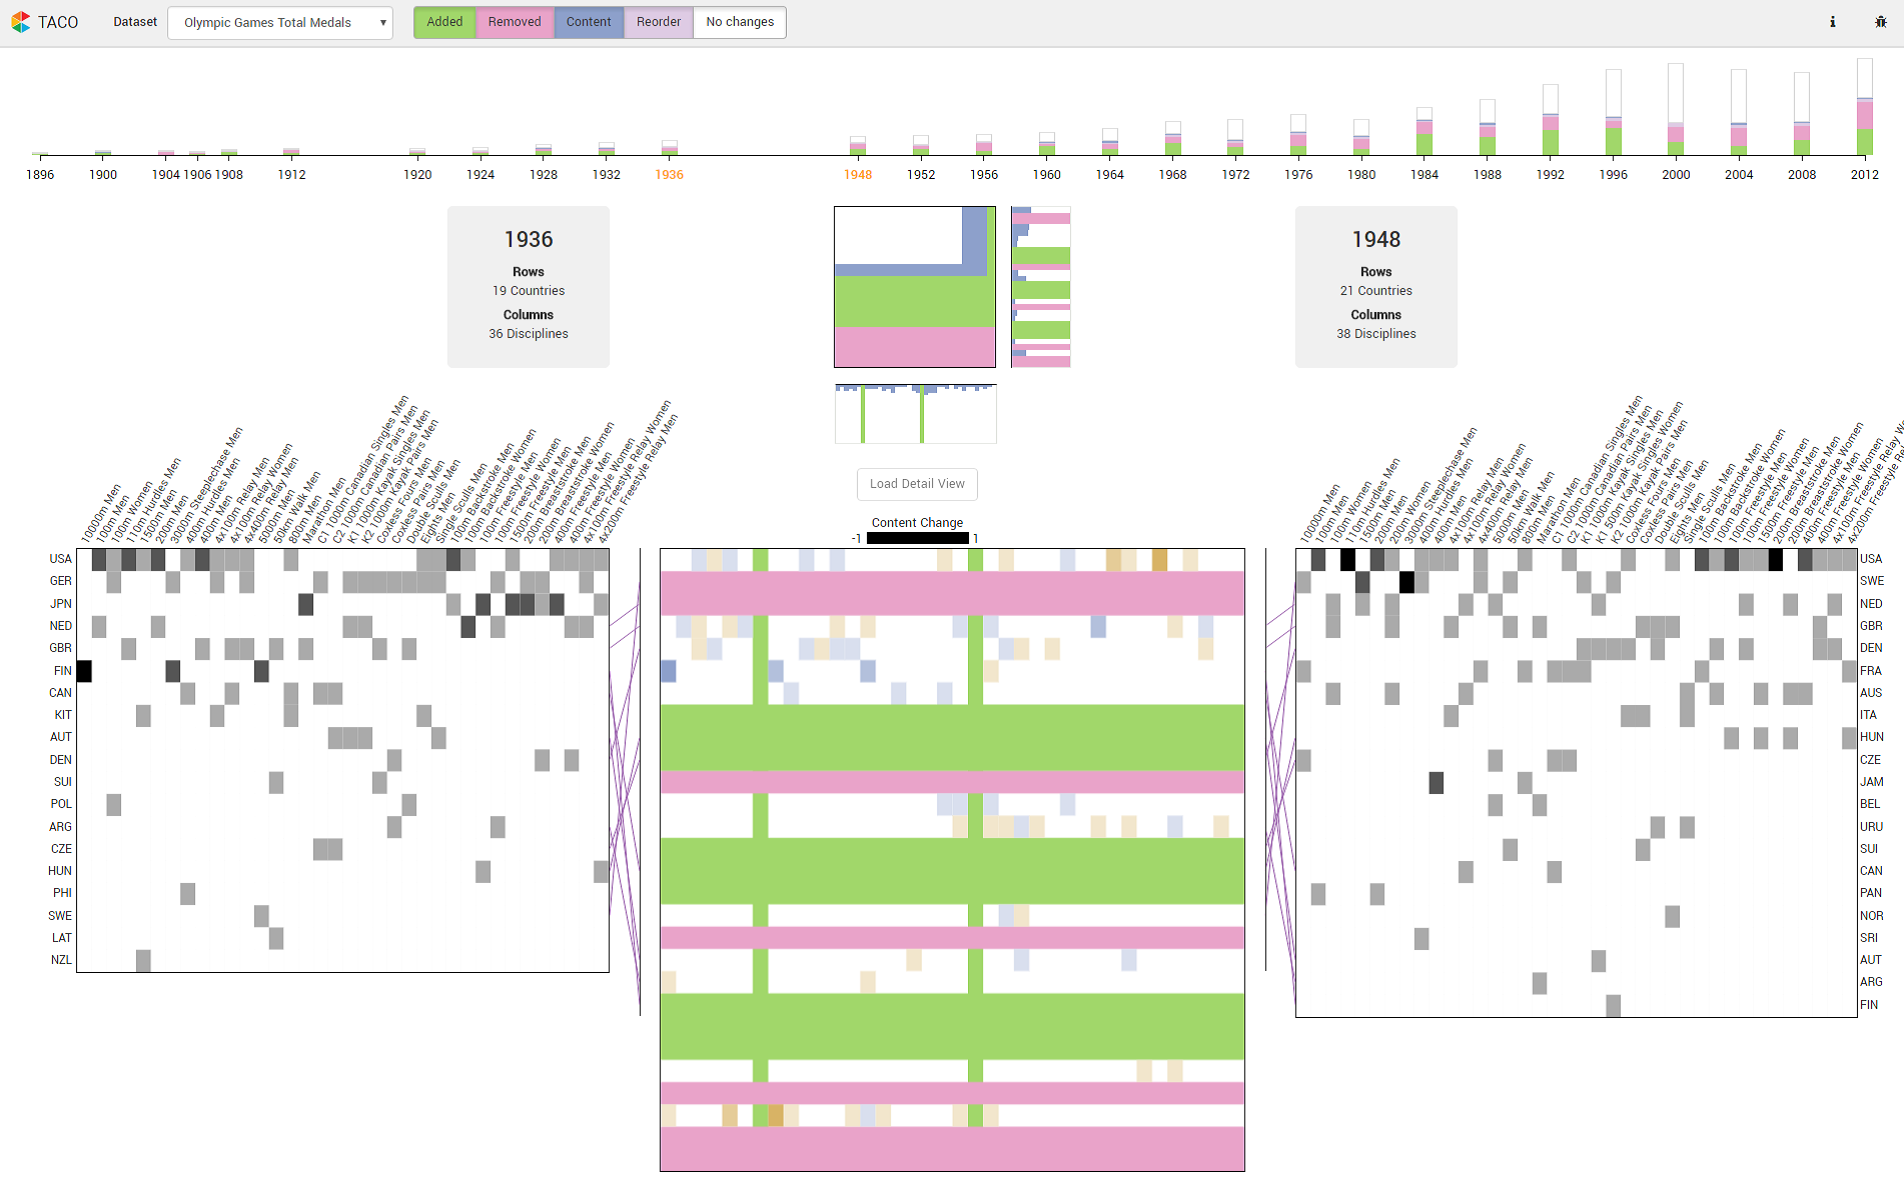 TACO Dataset Olympic Games Total Medals Added Removed Content Reorder No changes
1896 1900 1904 1906 1908 1912 1920 1924 1928 1932 1936 1948 1952 1956 1960 1964 1968 1972 1976 1980 1984 1988 1992 1996 2000 2004 2008 2012
1936
Rows
19 Countries
Columns
36 Disciplines
1948
Rows
21 Countries
Columns
38 Disciplines
Load Detail View
Content Change
-1 1
10000m Men
100m Men
100m Women
110m Hurdles Men
1500m Men
200m Men
3000m Steeplechase Men
400m Hurdles Men
400m Men
4x100m Relay Men
4x100m Relay Women
4x400m Relay Men
5000m Men
50km Walk Men
800m Men
Marathon Men
C1 1000m Canadian Singles Men
C2 1000m Canadian Pairs Men
K1 1000m Kayak Singles Men
K2 1000m Kayak Pairs Men
Coxless Fours Men
Coxless Pairs Men
Double Sculls Men
Eights Men
Single Sculls Men
100m Backstroke Men
100m Backstroke Women
100m Freestyle Men
100m Freestyle Women
1500m Freestyle Men
200m Breaststroke Men
200m Breaststroke Women
400m Freestyle Men
400m Freestyle Women
4x100m Freestyle Relay Women
4x200m Freestyle Relay Men
USA
GER
JPN
NED
GBR
FIN
CAN
KIT
AUT
DEN
SUI
POL
ARG
CZE
HUN
PHI
SWE
LAT
NZL
10000m Men
100m Men
100m Women
110m Hurdles Men
1500m Men
200m Men
200m Women
3000m Steeplechase Men
400m Hurdles Men
400m Men
4x100m Relay Men
4x100m Relay Women
4x400m Relay Men
5000m Men
50km Walk Men
800m Men
Marathon Men
C1 1000m Canadian Singles Men
C2 1000m Canadian Pairs Men
K1 1000m Kayak Singles Men
K1 500m Kayak Singles Women
K2 1000m Kayak Pairs Men
Coxless Fours Men
Coxless Pairs Men
Double Sculls Men
Eights Men
Single Sculls Men
100m Backstroke Men
100m Backstroke Women
100m Freestyle Men
100m Freestyle Women
1500m Freestyle Men
200m Breaststroke Men
200m Breaststroke Women
400m Freestyle Men
400m Freestyle Women
4x100m Freestyle Relay
4x200m Freestyle
USA
SWE
NED
GBR
DEN
FRA
AUS
ITA
HUN
CZE
JAM
BEL
URU
SUI
CAN
PAN
NOR
SRI
AUT
ARG
FIN